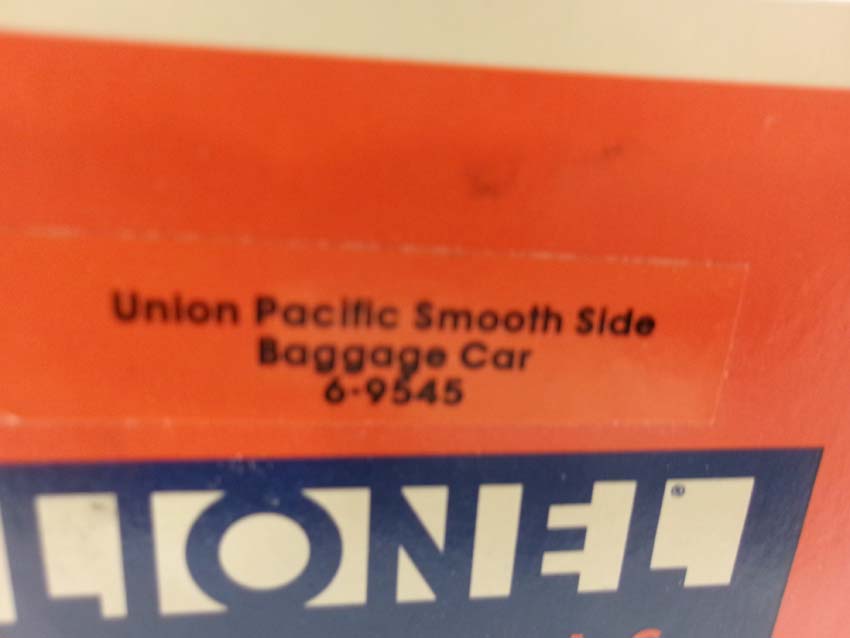 Union Pacific Smooth Side
Baggage Car
6-9545
LIONEL